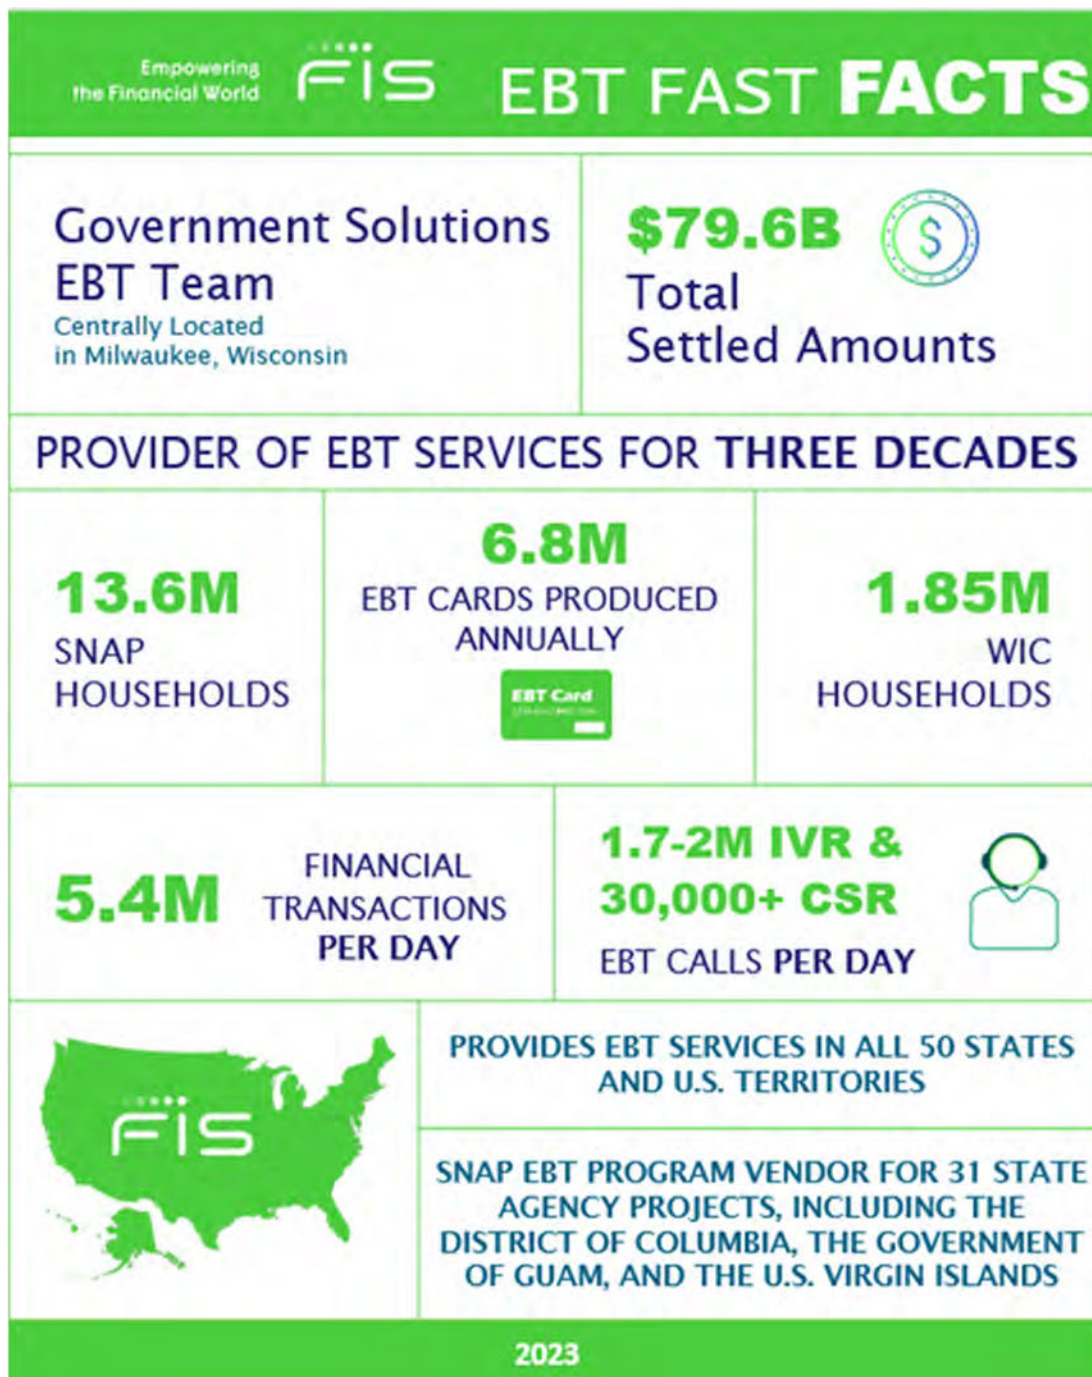 Empowering
the Financial World
FIS
EBT FAST FACTS
Government Solutions
EBT Team
Centrally Located
in Milwaukee, Wisconsin
$79.6B
$
Total
Settled Amounts
PROVIDER OF EBT SERVICES FOR THREE DECADES
13.6M
SNAP
HOUSEHOLDS
6.8M
EBT CARDS PRODUCED
ANNUALLY
EBT Card
1.85M
WIC
HOUSEHOLDS
5.4M
FINANCIAL
TRANSACTIONS
PER DAY
1.7-2M IVR &
30,000+ CSR
EBT CALLS PER DAY
FIS
PROVIDES EBT SERVICES IN ALL 50 STATES
AND U.S. TERRITORIES
SNAP EBT PROGRAM VENDOR FOR 31 STATE
AGENCY PROJECTS, INCLUDING THE
DISTRICT OF COLUMBIA, THE GOVERNMENT
OF GUAM, AND THE U.S. VIRGIN ISLANDS
2023